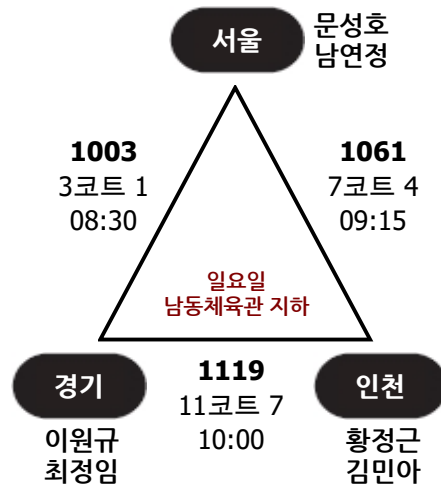 서울
문성호
남연정
1003
3코트 1
08:30
1061
7코트 4
09:15
일요일
남동체육관 지하
경기
이원규
최정임
1119
11코트 7
10:00
인천
황정근
김민아